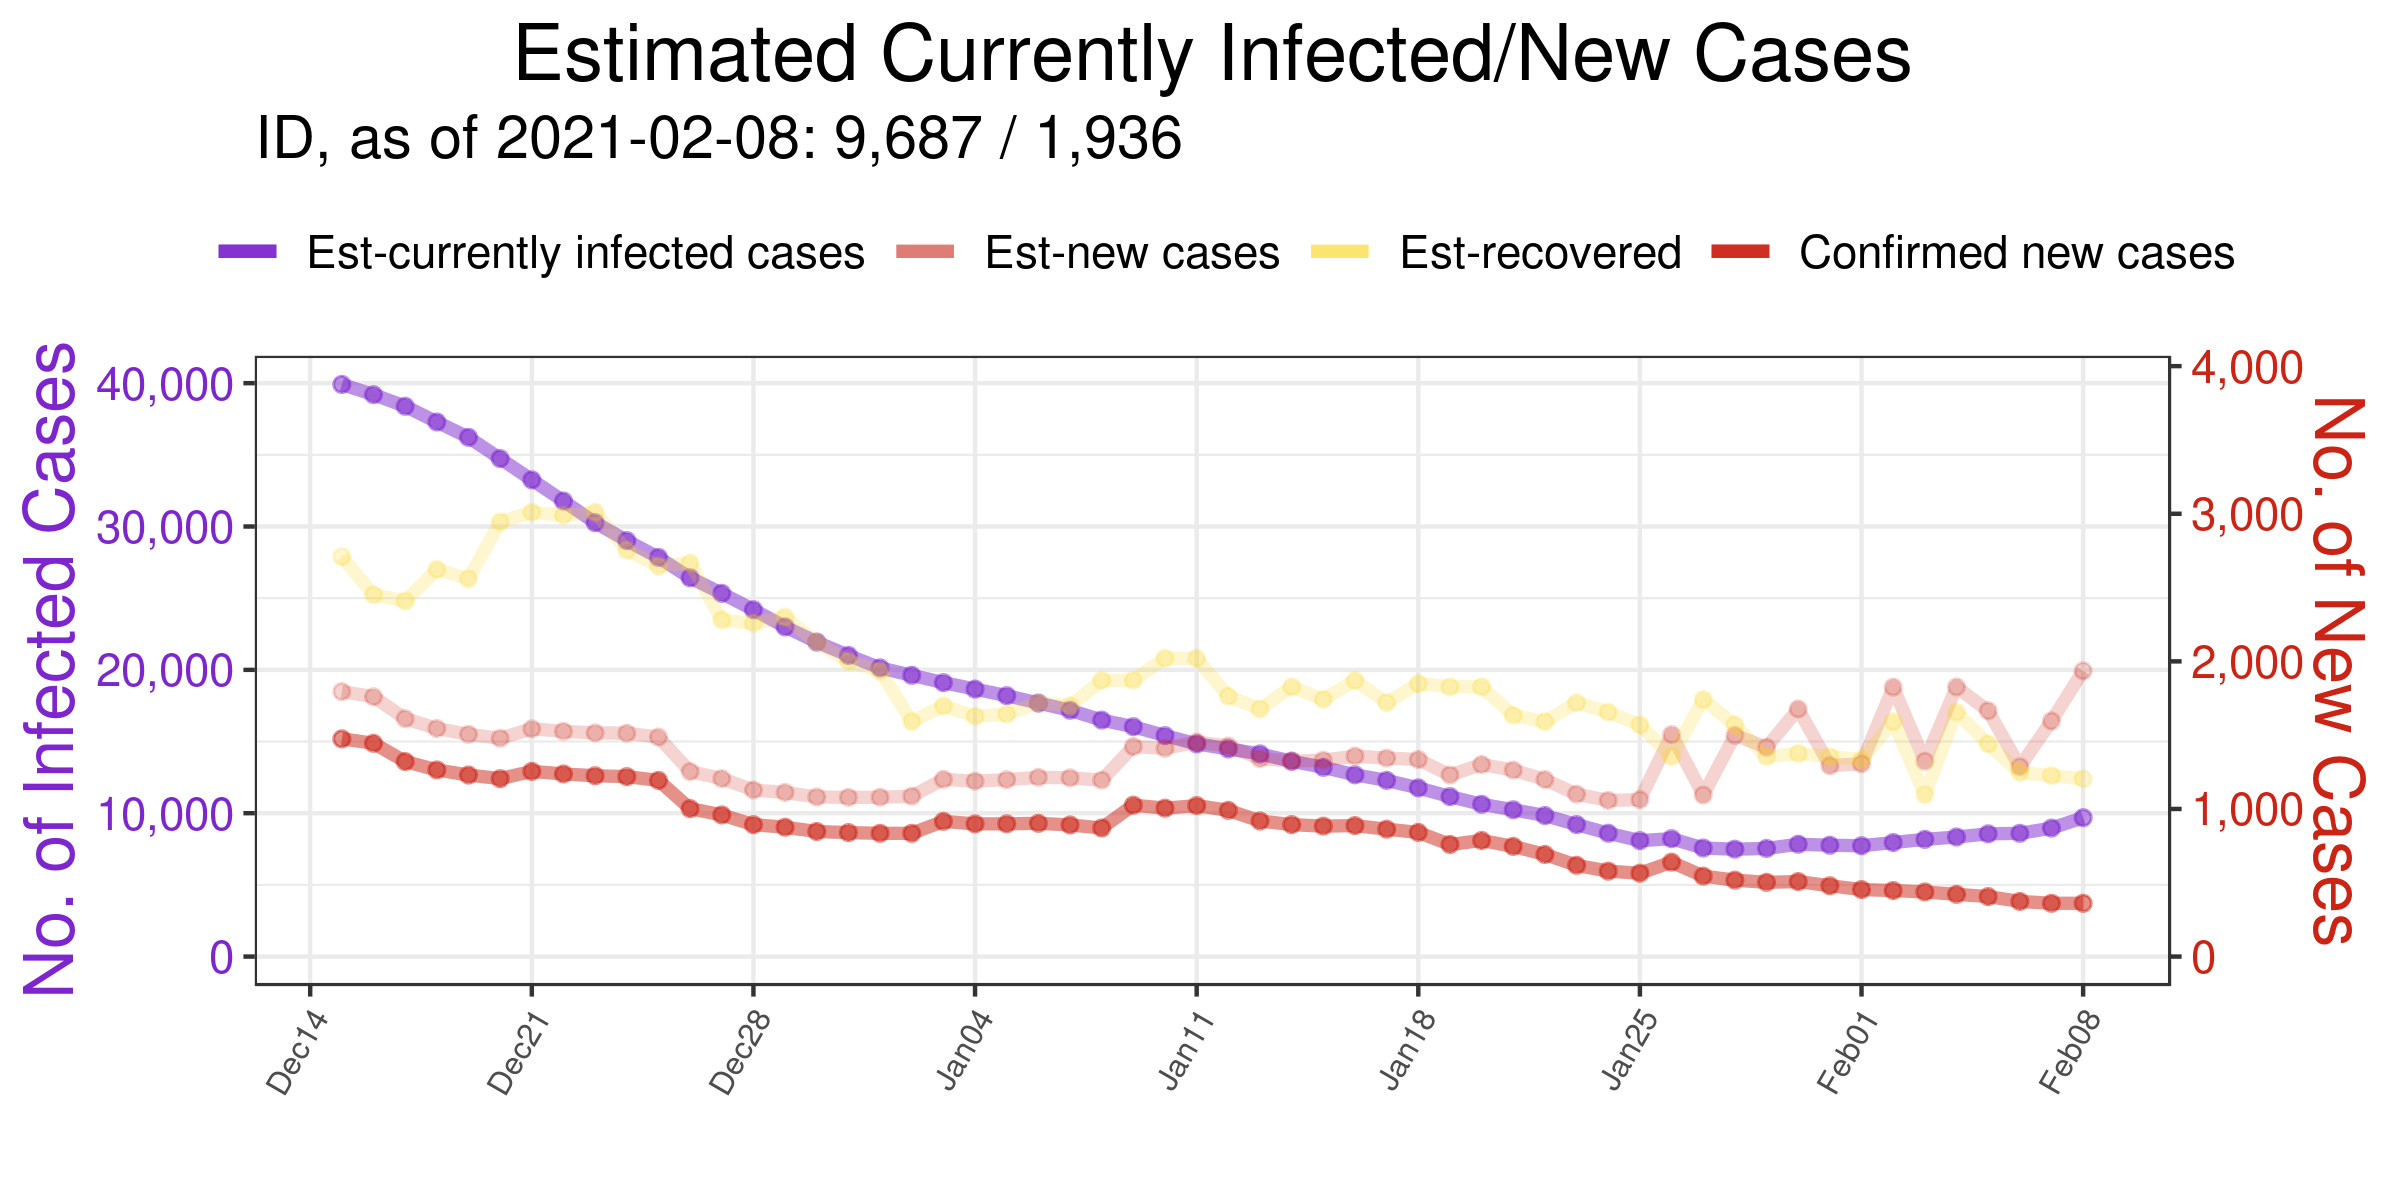 Estimated Currently Infected/New Cases
ID, as of 2021-02-08: 9,687 / 1,936
Est-currently infected cases Est-new cases Est-recovered Confirmed new cases
No. of Infected Cases
40,000
30,000
20,000
10,000
0
4,000
3,000
2,000
1,000
0
No. of New Cases
Dec14 Dec21 Dec28 Jan04 Jan11 Jan18 Jan25 Feb01 Feb08